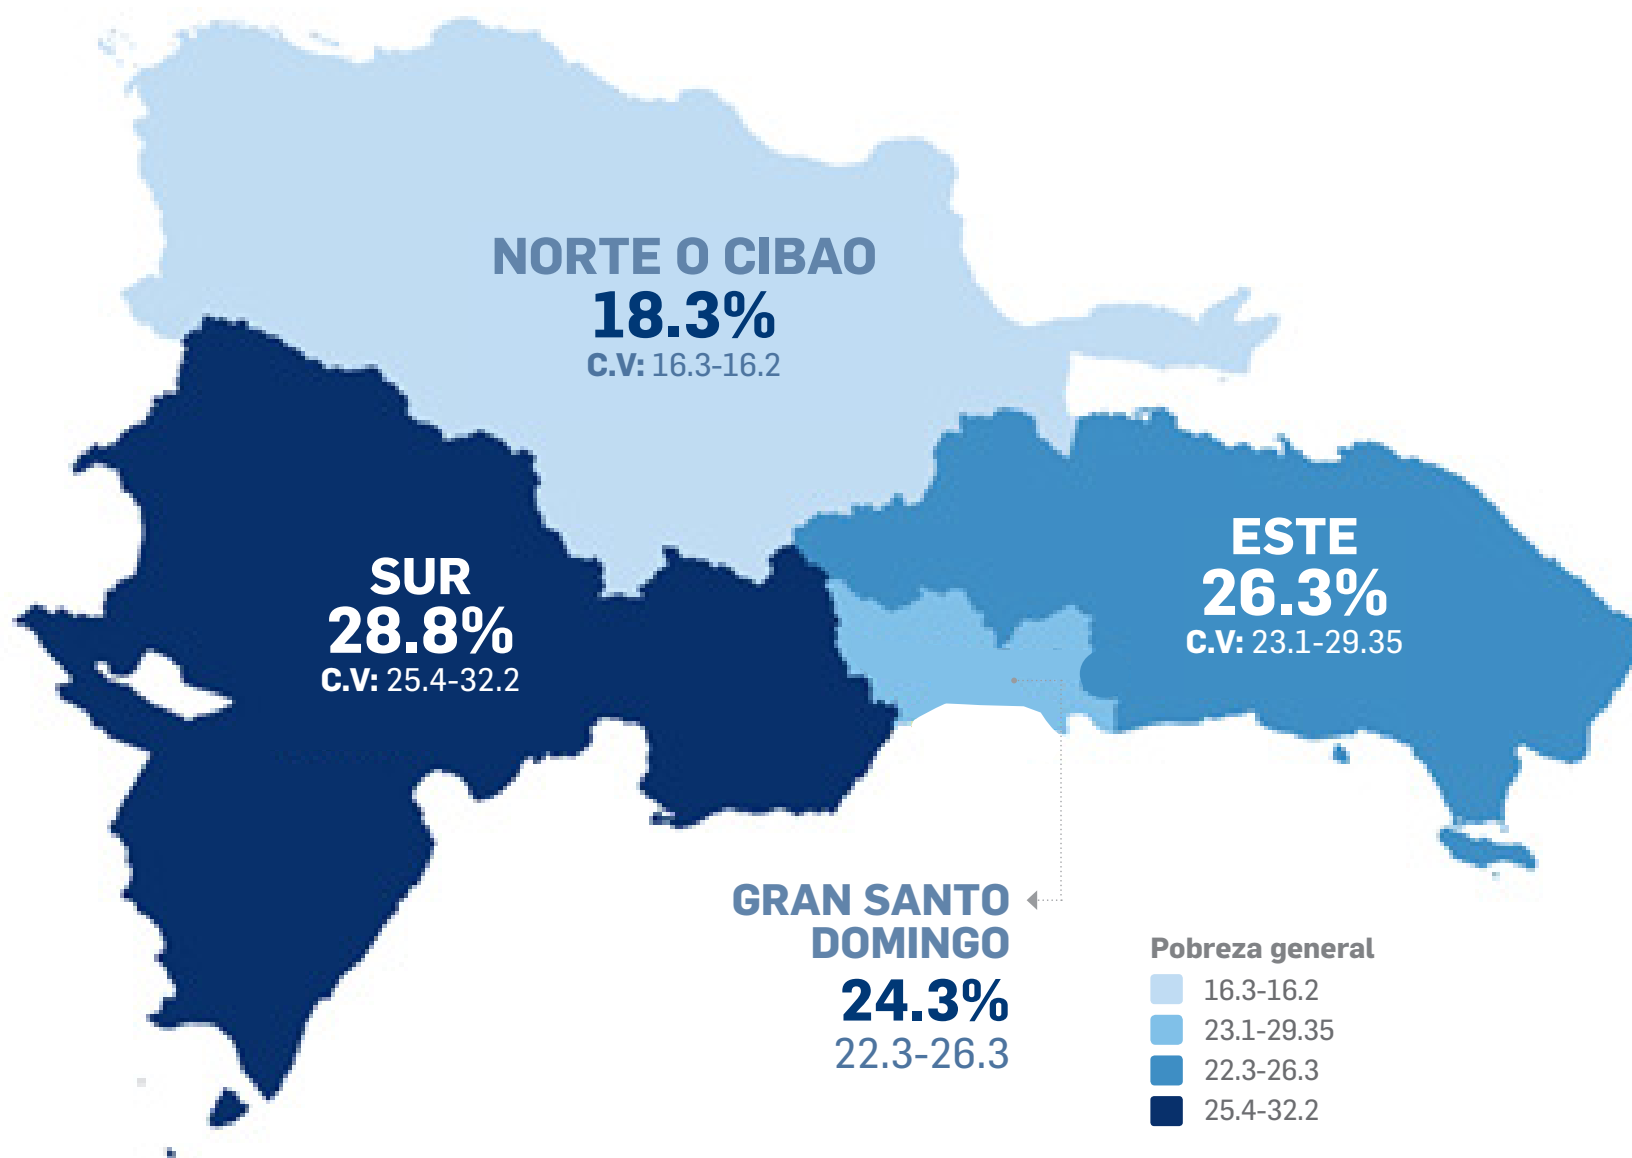 NORTE O CIBAO
18.3%
C.V: 16.3-16.2
SUR
28.8%
C.V: 25.4-32.2
ESTE
26.3%
C.V: 23.1-29.35
GRAN SANTO
DOMINGO
24.3%
22.3-26.3
Pobreza general
16.3-16.2
23.1-29.35
22.3-26.3
25.4-32.2